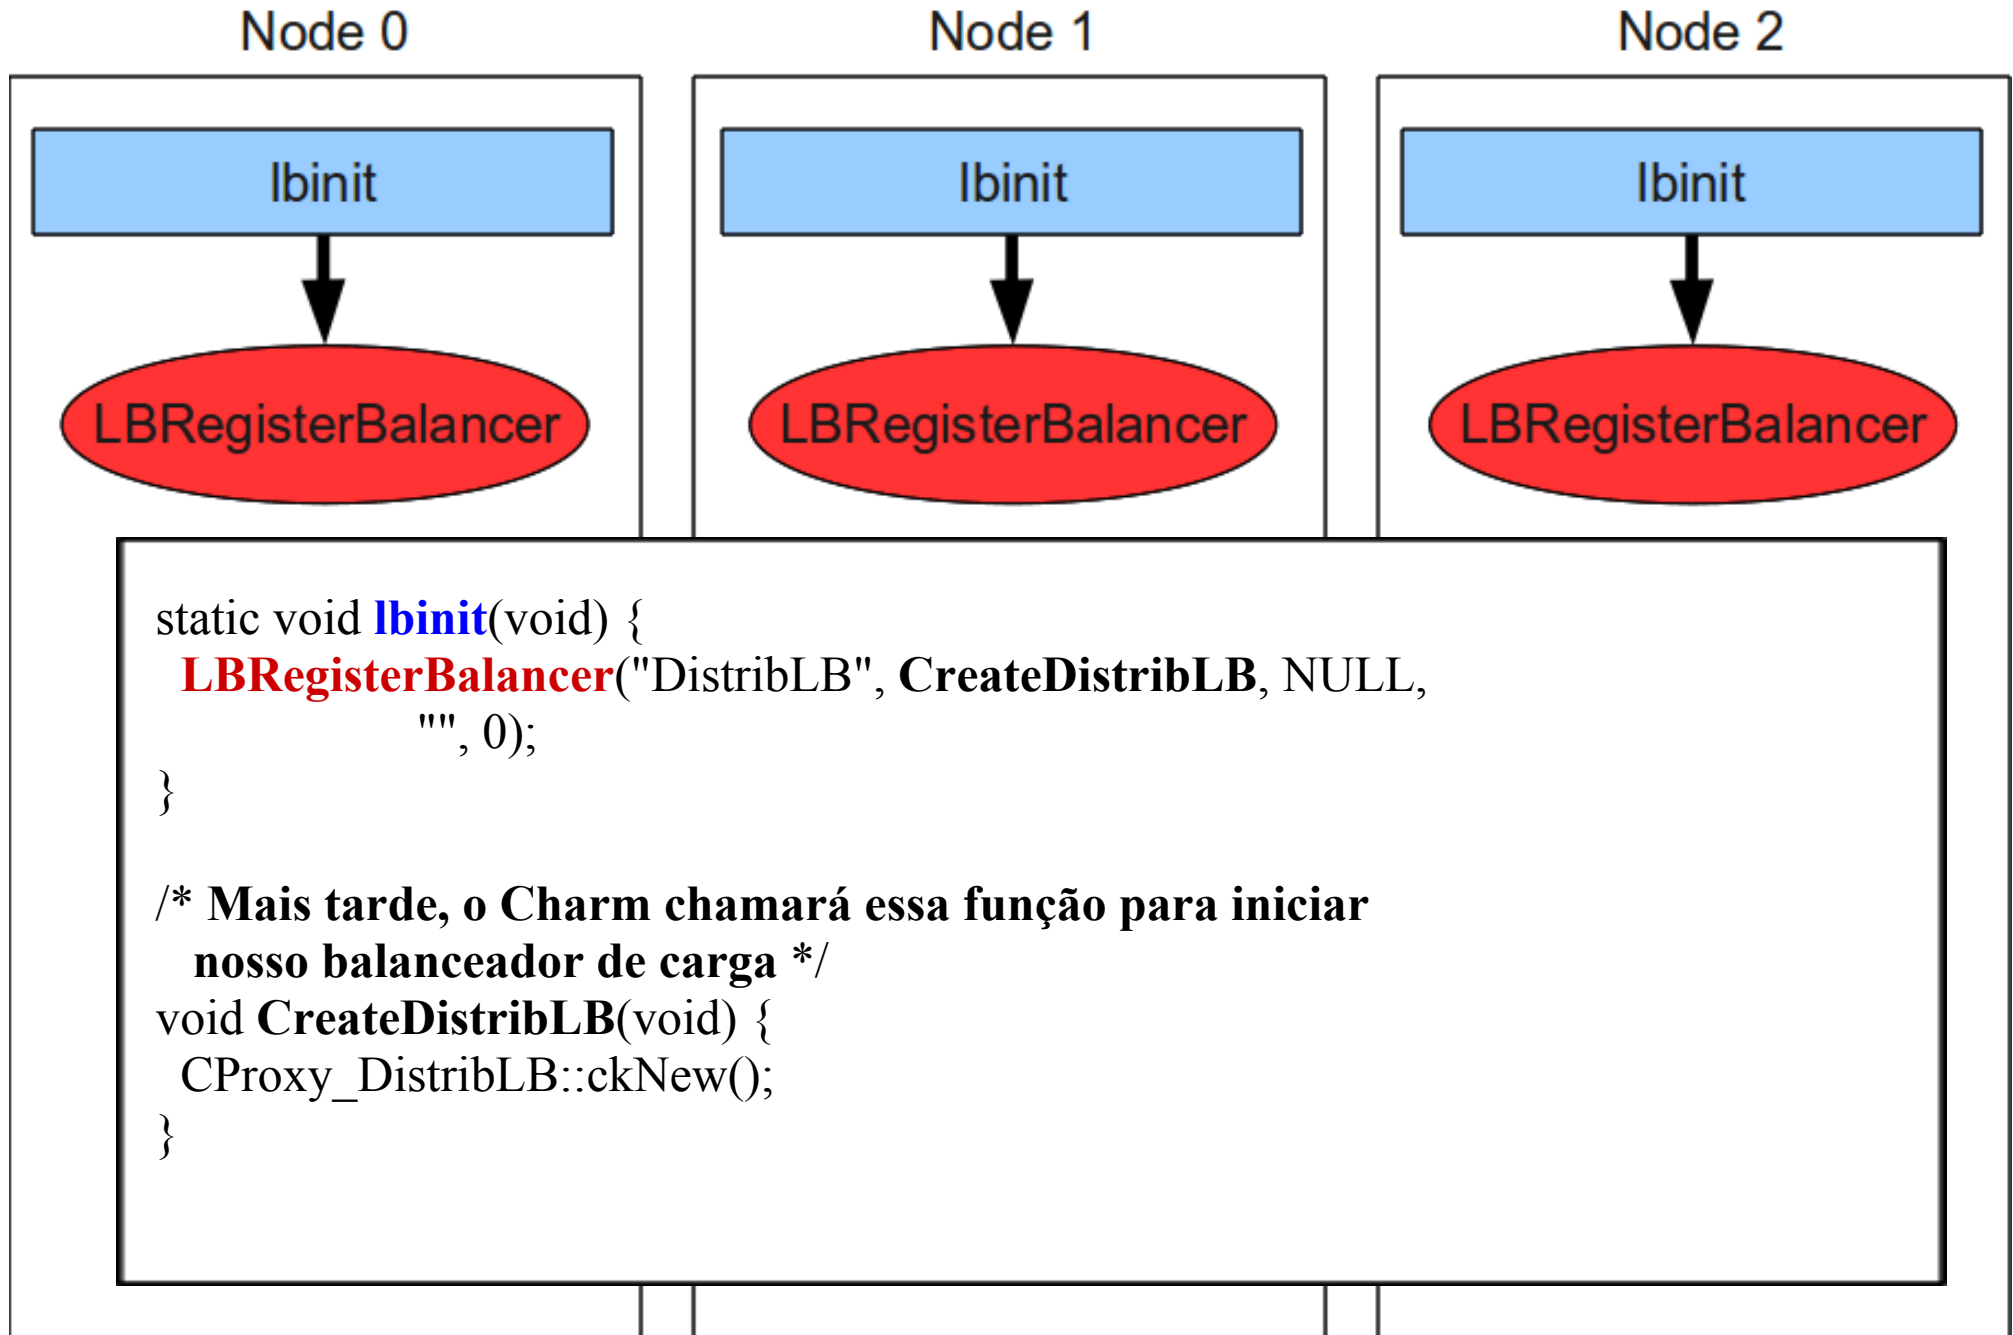 Node 0
Node 1
Node 2
lbinit
lbinit
lbinit
LBRegisterBalancer
LBRegisterBalancer
LBRegisterBalancer
static void lbinit(void) {
LBRegisterBalancer("DistribLB", CreateDistribLB, NULL,
"", 0);
}
/* Mais tarde, o Charm chamará essa função para iniciar
nosso balanceador de carga */
void CreateDistribLB(void) {
CProxy_DistribLB::ckNew();
}